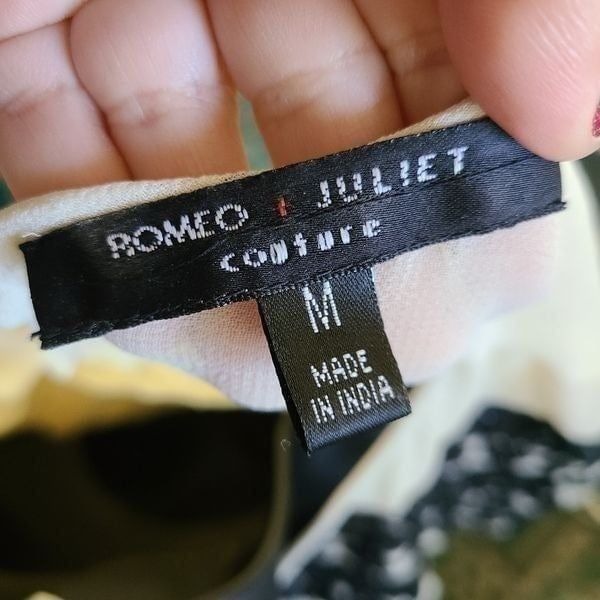 ROMEO + JULIET
couture
M
MADE
IN INDIA